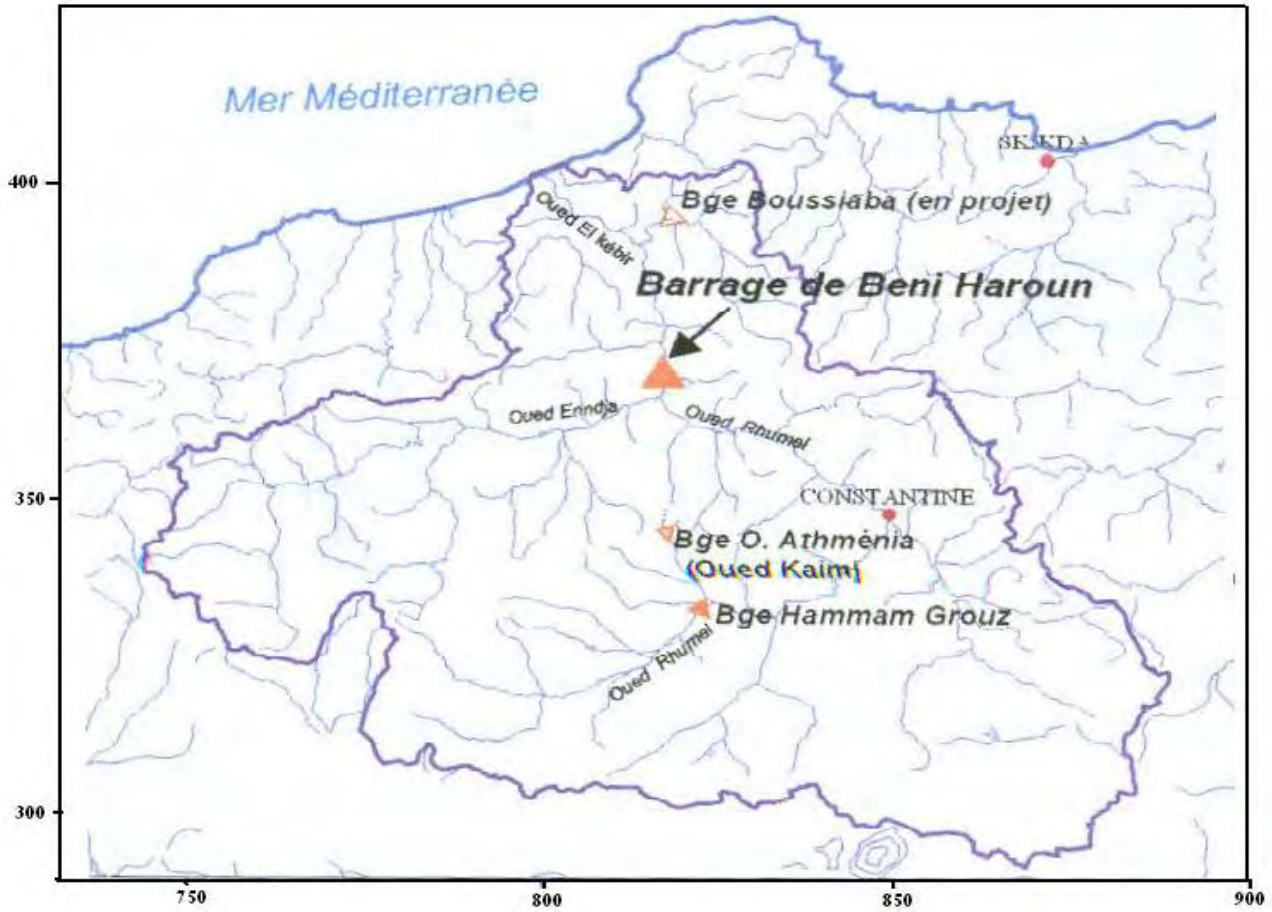 Mer Méditerranée
SKIKDA
400
Bge Boussiaba (en projet)
Oued El kébir
Barrage de Beni Haroun
Oued Enndja
Oued Rhumel
350
CONSTANTINE
Bge O. Athménia
(Oued Kaim)
Bge Hammam Grouz
Oued Rhumel
300
750
800
850
900